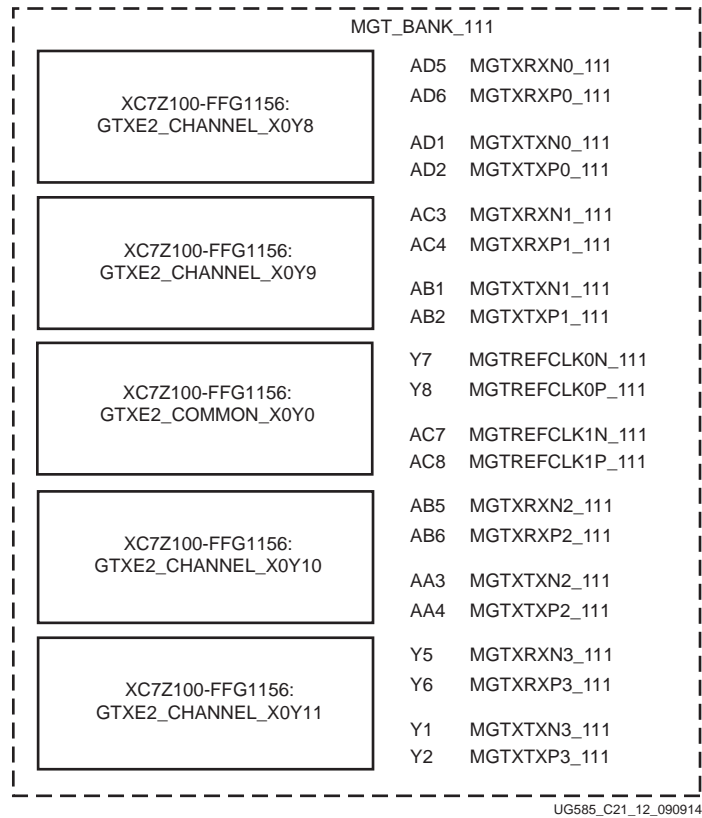 MGT_BANK_111
XC7Z100-FFG1156:
GTXE2_CHANNEL_X0Y8
AD5 MGTXRXN0_111
AD6 MGTXRXP0_111
AD1 MGTXTXN0_111
AD2 MGTXTXP0_111
XC7Z100-FFG1156:
GTXE2_CHANNEL_X0Y9
AC3 MGTXRXN1_111
AC4 MGTXRXP1_111
AB1 MGTXTXN1_111
AB2 MGTXTXP1_111
XC7Z100-FFG1156:
GTXE2_COMMON_X0Y0
Y7 MGTREFCLK0N_111
Y8 MGTREFCLK0P_111
AC7 MGTREFCLK1N_111
AC8 MGTREFCLK1P_111
XC7Z100-FFG1156:
GTXE2_CHANNEL_X0Y10
AB5 MGTXRXN2_111
AB6 MGTXRXP2_111
AA3 MGTXTXN2_111
AA4 MGTXTXP2_111
XC7Z100-FFG1156:
GTXE2_CHANNEL_X0Y11
Y5 MGTXRXN3_111
Y6 MGTXRXP3_111
Y1 MGTXTXN3_111
Y2 MGTXTXP3_111
UG585_C21_12_090914